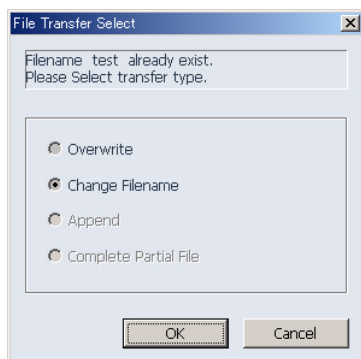 File Transfer Select
Filename test already exist.
Please Select transfer type.
Overwrite
Change Filename
Append
Complete Partial File
OK
Cancel